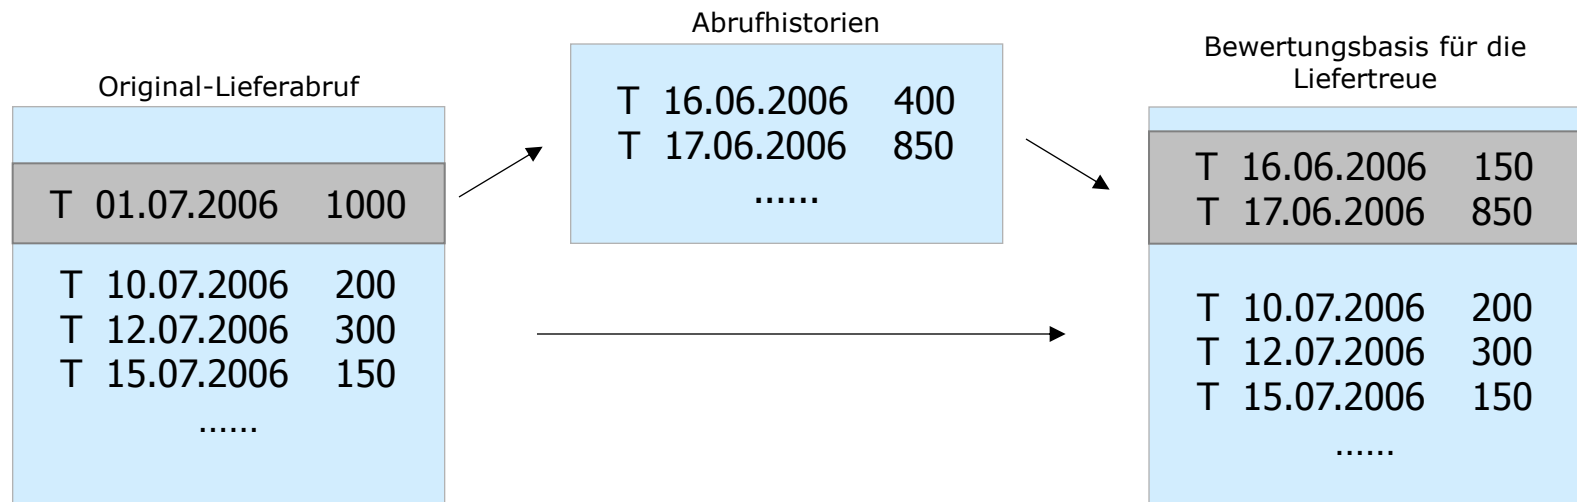 Original-Lieferabruf
T 01.07.2006 1000
T 10.07.2006 200
T 12.07.2006 300
T 15.07.2006 150
......
Abrufhistorien
T 16.06.2006 400
T 17.06.2006 850
......
Bewertungsbasis für die
Liefertreue
T 16.06.2006 150
T 17.06.2006 850
T 10.07.2006 200
T 12.07.2006 300
T 15.07.2006 150
......